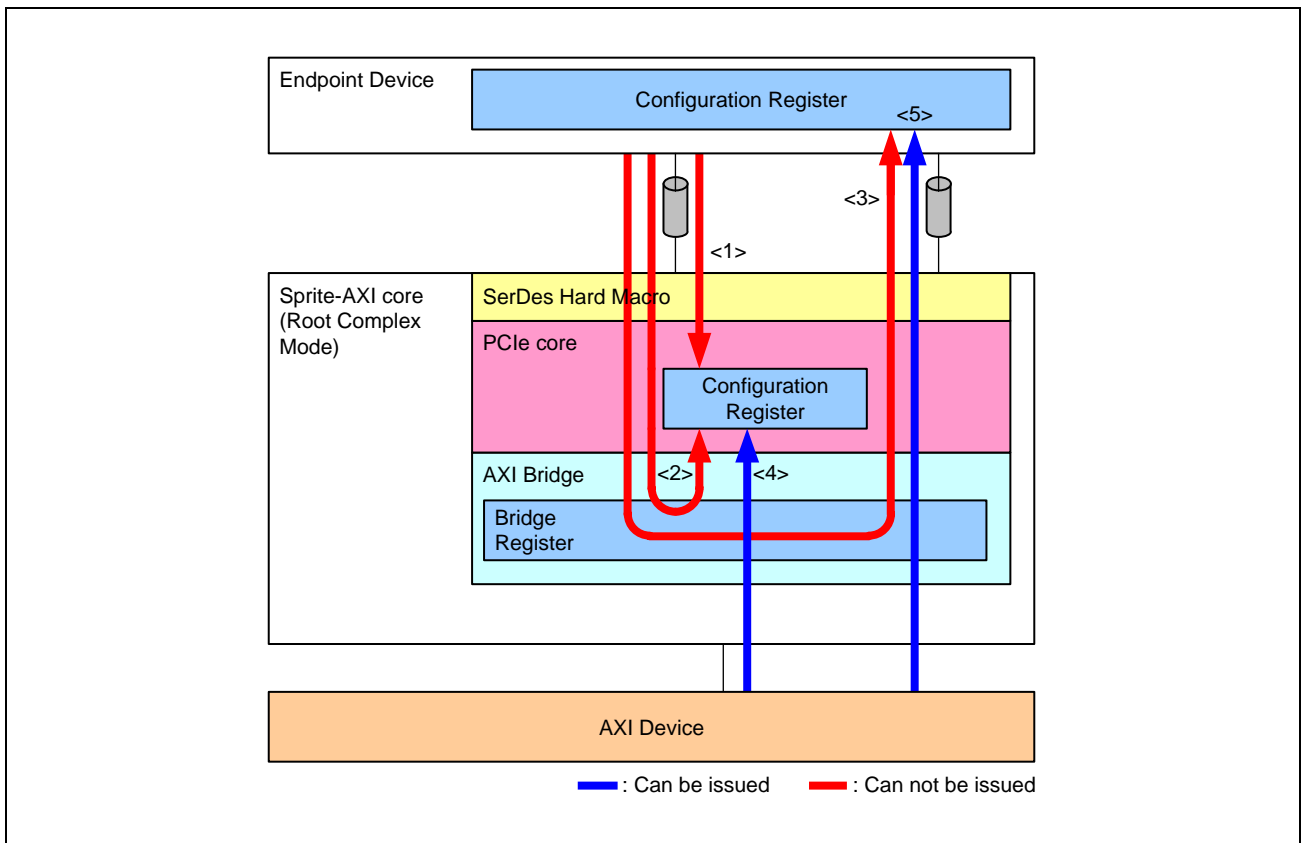 Endpoint Device
Configuration Register
<5>
<3>
<1>
Sprite-AXI core
(Root Complex
Mode)
SerDes Hard Macro
PCIe core
Configuration
Register
AXI Bridge
<2>
<4>
Bridge
Register
AXI Device
: Can be issued
: Can not be issued